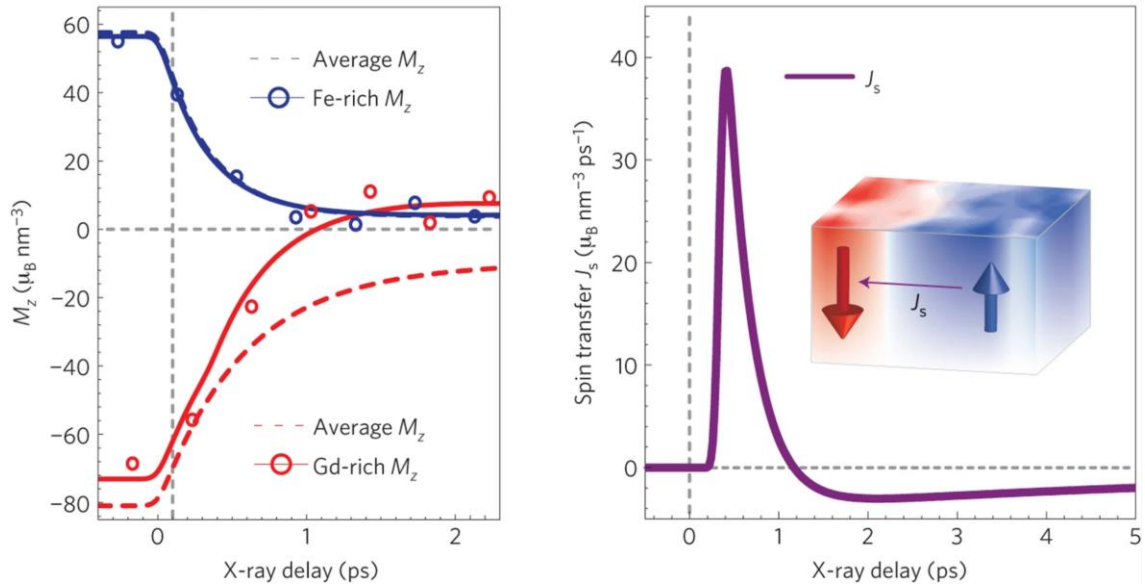 60
40
20
0
−20
−40
−60
−80
M_z (μ_B nm⁻³)
Average M_z
Fe-rich M_z
Average M_z
Gd-rich M_z
0
1
2
X-ray delay (ps)
40
30
20
10
0
Spin transfer J_s (μ_B nm⁻³ ps⁻¹)
J_s
J_s
0
1
2
3
4
5
X-ray delay (ps)